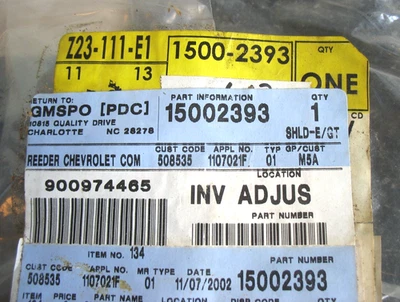 Z23-111-E1 1500-2393 QTY
11 13 ONE
RETURN TO: PART INFORMATION QTY CD
GMSPO [PDC] 15002393 1
10815 QUALITY DRIVE
CHARLOTTE NC 28278 SHLD-E/GT
CUST CODE APPL NO. TYP GP/CUST
REEDER CHEVROLET COM 508535 1107021F 01 M5A
LOCATION
900974465 INV ADJUS
PART NUMBER
ITEM NO. 134
CUST CODE APPL NO. MR TYPE DATE PART NUMBER
508535 1107021F 01 11/07/2002 15002393
ITEM PRICE PART NAME LOCATION DISP CODE